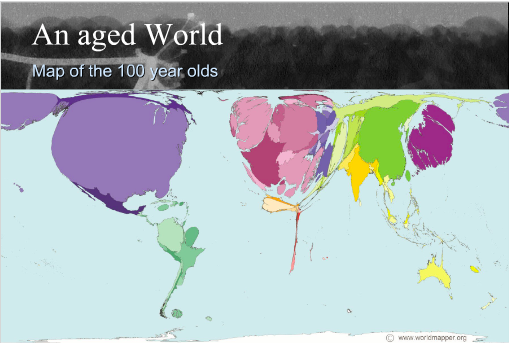 An aged World
Map of the 100 year olds
© www.worldmapper.org